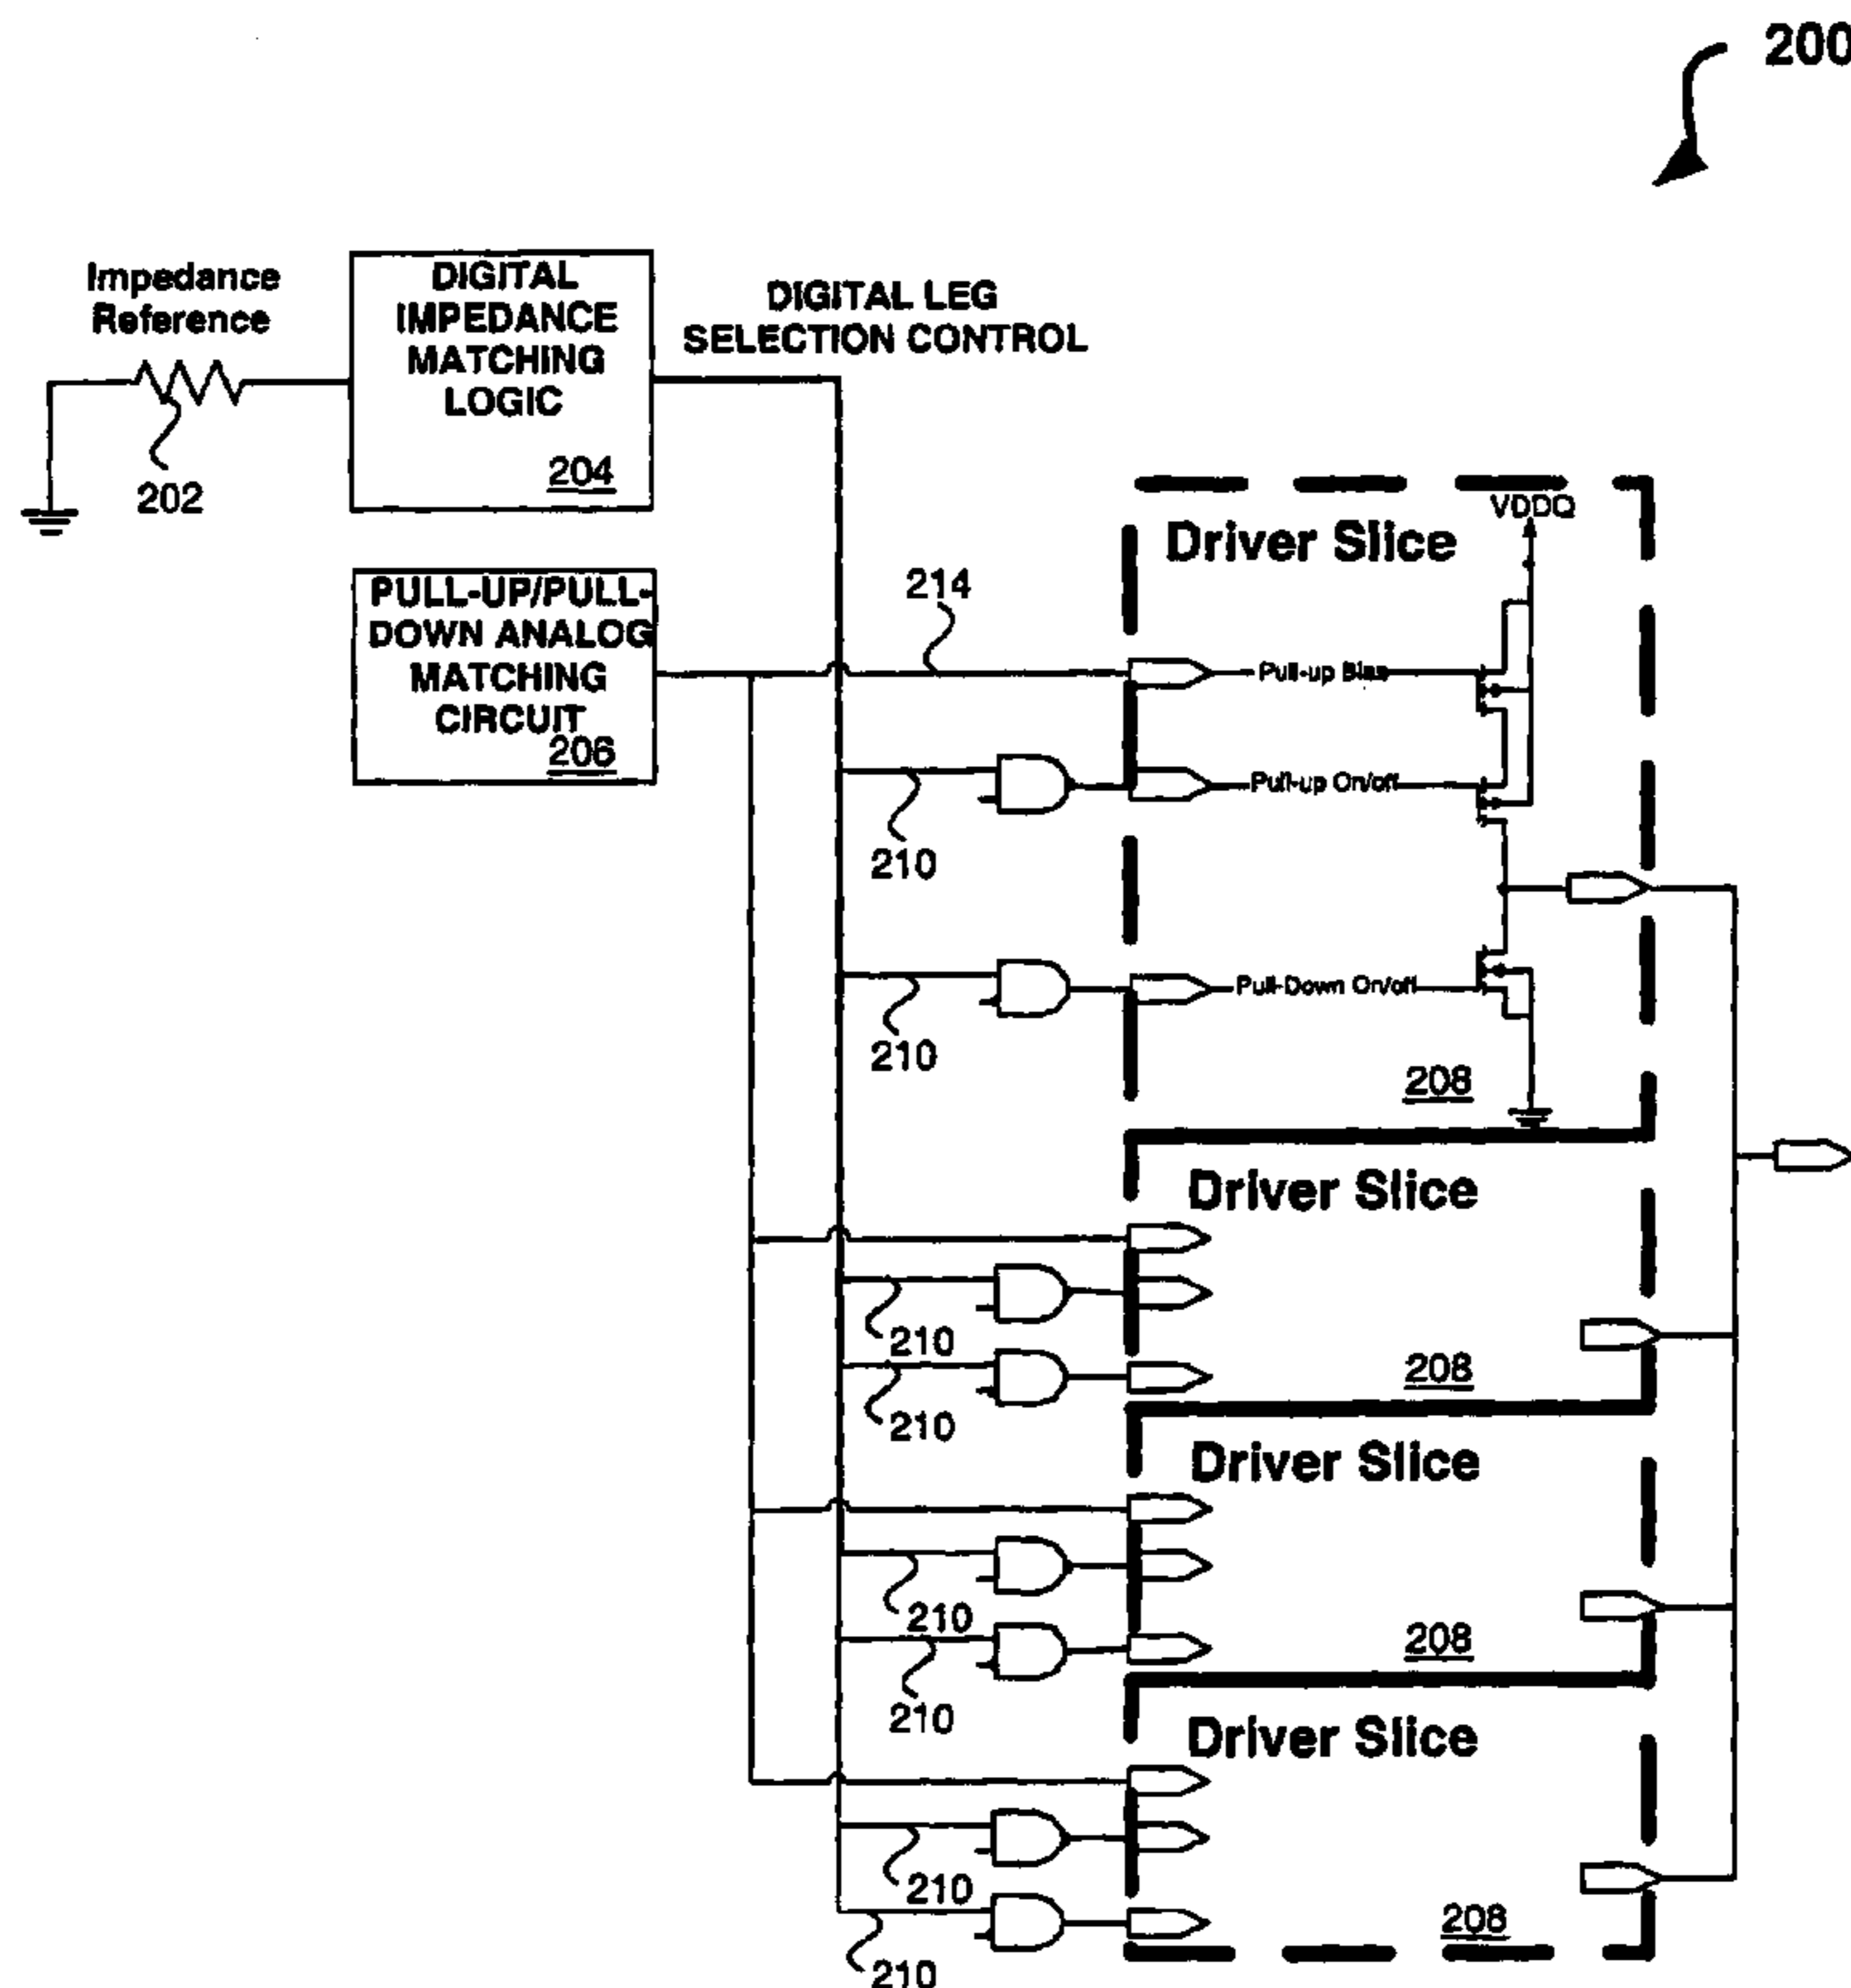 200
Impedance
Reference
202
DIGITAL
IMPEDANCE
MATCHING
LOGIC
204
DIGITAL LEG
SELECTION CONTROL
PULL-UP/PULL-
DOWN ANALOG
MATCHING
CIRCUIT
206
214
Driver Slice
VDDQ
Pull-up Bias
Pull-up On/off
210
Pull-Down On/off
210
208
Driver Slice
210
210
208
Driver Slice
210
210
208
Driver Slice
210
210
208